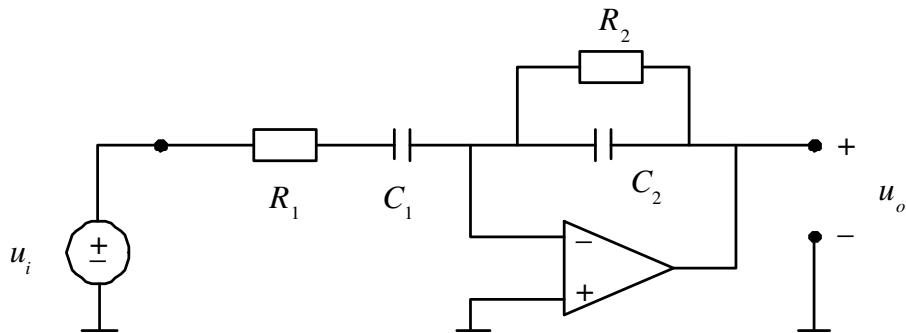 R₂
R₁
C₁
C₂
+
−
uₒ
uᵢ
+
−
−
+